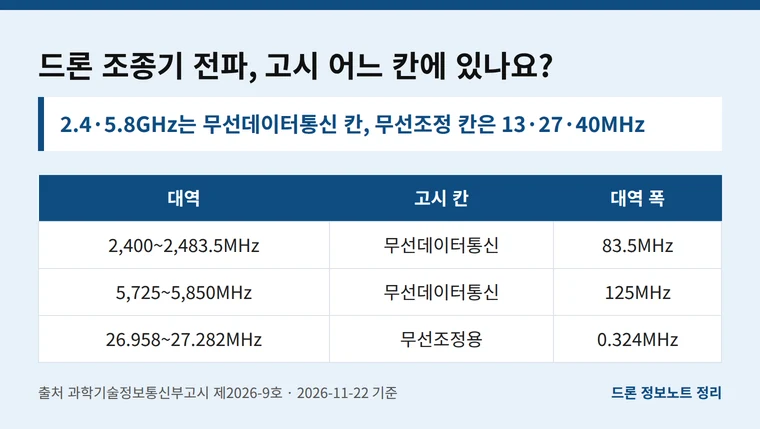 드론 조종기 전파, 고시 어느 칸에 있나요?
2.4·5.8GHz는 무선데이터통신 칸, 무선조정 칸은 13·27·40MHz
대역 고시 칸 대역 폭
2,400~2,483.5MHz 무선데이터통신 83.5MHz
5,725~5,850MHz 무선데이터통신 125MHz
26.958~27.282MHz 무선조정용 0.324MHz
출처 과학기술정보통신부고시 제2026-9호 · 2026-11-22 기준 드론 정보노트 정리